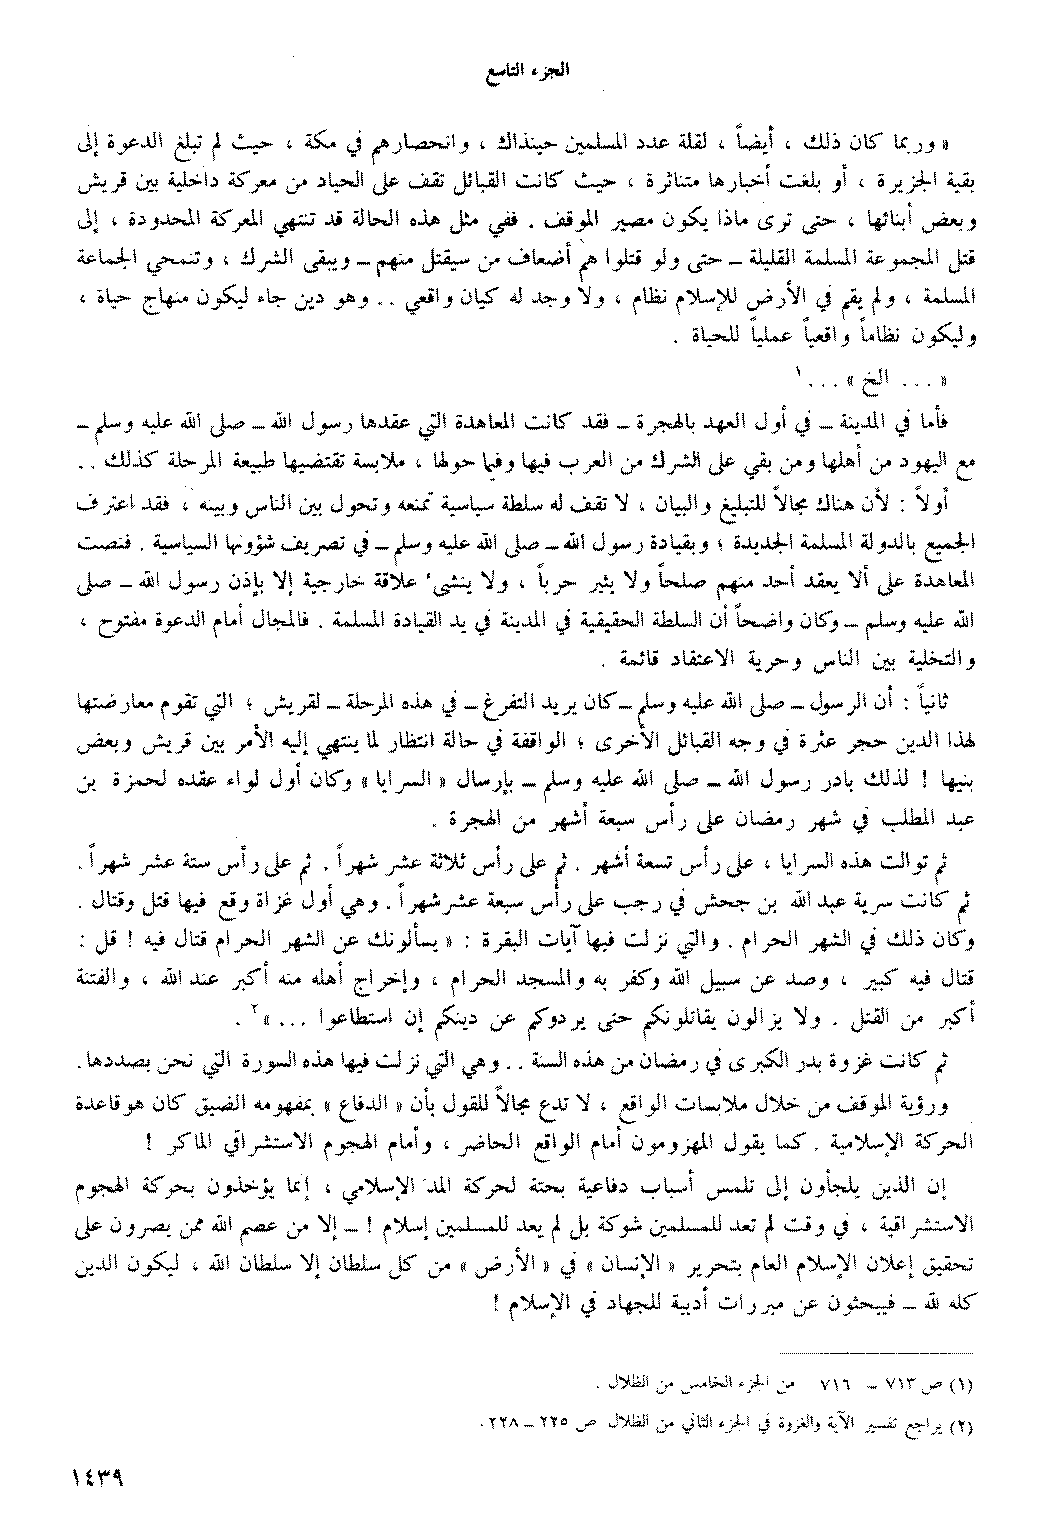 الجزء التاسع
« وربما كان ذلك ، أيضاً ، لقلة عدد المسلمين حينذاك ، وانحصارهم في مكة ، حيث لم تبلغ الدعوة إلى
بقية الجزيرة ، أو بلغت أخبارها متناثرة ، حيث كانت القبائل تقف على الحياد من معركة داخلية بين قريش
وبعض أبنائها ، حتى ترى ماذا يكون مصير الموقف . ففي مثل هذه الحالة قد تنتهي المعركة المحدودة ، إلى
قتل المجموعة المسلمة القليلة – حتى ولو قتلوا هم أضعاف من سيقتل منهم – ويبقى الشرك ، وتنمحي الجماعة
المسلمة ، ولم يقم في الأرض للإسلام نظام ، ولا وجد له كيان واقعي . . وهو دين جاء ليكون منهاج حياة ،
وليكون نظاماً واقعياً عملياً للحياة .
« . . . الخ » . . . ١
فأما في المدينة – في أول العهد بالهجرة – فقد كانت المعاهدة التي عقدها رسول الله – صلى الله عليه وسلم –
مع اليهود من أهلها ومن بقي على الشرك من العرب فيها وفيما حولها ، ملابسة تقتضيها طبيعة المرحلة كذلك . .
أولاً : لأن هناك مجالاً للتبليغ والبيان ، لا تقف له سلطة سياسية تمنعه وتحول بين الناس وبينه ، فقد اعترف
الجميع بالدولة المسلمة الجديدة ؛ وبقيادة رسول الله – صلى الله عليه وسلم – في تصريف شؤونها السياسية . فنصت
المعاهدة على ألا يعقد أحد منهم صلحاً ولا يثير حرباً ، ولا ينشىء علاقة خارجية إلا بإذن رسول الله – صلى
الله عليه وسلم – وكان واضحاً أن السلطة الحقيقية في المدينة في يد القيادة المسلمة . فالمجال أمام الدعوة مفتوح ،
والتخلية بين الناس وحرية الاعتقاد قائمة .
ثانياً : أن الرسول – صلى الله عليه وسلم – كان يريد التفرغ – في هذه المرحلة – لقريش ؛ التي تقوم معارضتها
لهذا الدين حجر عثرة في وجه القبائل الأخرى ؛ الواقفة في حالة انتظار لما ينتهي إليه الأمر بين قريش وبعض
بنيها ! لذلك بادر رسول الله – صلى الله عليه وسلم – بإرسال « السرايا » وكان أول لواء عقده لحمزة بن
عبد المطلب في شهر رمضان على رأس سبعة أشهر من الهجرة .
ثم توالت هذه السرايا ، على رأس تسعة أشهر . ثم على رأس ثلاثة عشر شهراً . ثم على رأس ستة عشر شهراً .
ثم كانت سرية عبد الله بن جحش في رجب على رأس سبعة عشر شهراً . وهي أول غزاة وقع فيها قتل وقتال .
وكان ذلك في الشهر الحرام . والتي نزلت فيها آيات البقرة : « يسألونك عن الشهر الحرام قتال فيه ! قل :
قتال فيه كبير ، وصد عن سبيل الله وكفر به والمسجد الحرام ، وإخراج أهله منه أكبر عند الله ، والفتنة
أكبر من القتل . ولا يزالون يقاتلونكم حتى يردوكم عن دينكم إن استطاعوا ... »٢ .
ثم كانت غزوة بدر الكبرى في رمضان من هذه السنة . . وهي التي نزلت فيها هذه السورة التي نحن بصددها .
ورؤية الموقف من خلال ملابسات الواقع ، لا تدع مجالاً للقول بأن « الدفاع » بمفهومه الضيق كان هو قاعدة
الحركة الإسلامية . كما يقول المهزومون أمام الواقع الحاضر ، وأمام الهجوم الاستشراقي الماكر !
إن الذين يلجأون إلى تلمس أسباب دفاعية بحتة لحركة المد الإسلامي ، إنما يؤخذون بحركة الهجوم
الاستشراقية ، في وقت لم تعد للمسلمين شوكة بل لم يعد للمسلمين إسلام ! – إلا من عصم الله ممن يصرون على
تحقيق إعلان الإسلام العام بتحرير « الإنسان » في « الأرض » من كل سلطان إلا سلطان الله ، ليكون الدين
كله لله – فيبحثون عن مبررات أدبية للجهاد في الإسلام !
(١) ص ٧١٣ – ٧١٦ من الجزء الخامس من الظلال .
(٢) يراجع تفسير الآية والغزوة في الجزء الثاني من الظلال ص ٢٢٥ – ٢٢٨ .
١٤٣٩